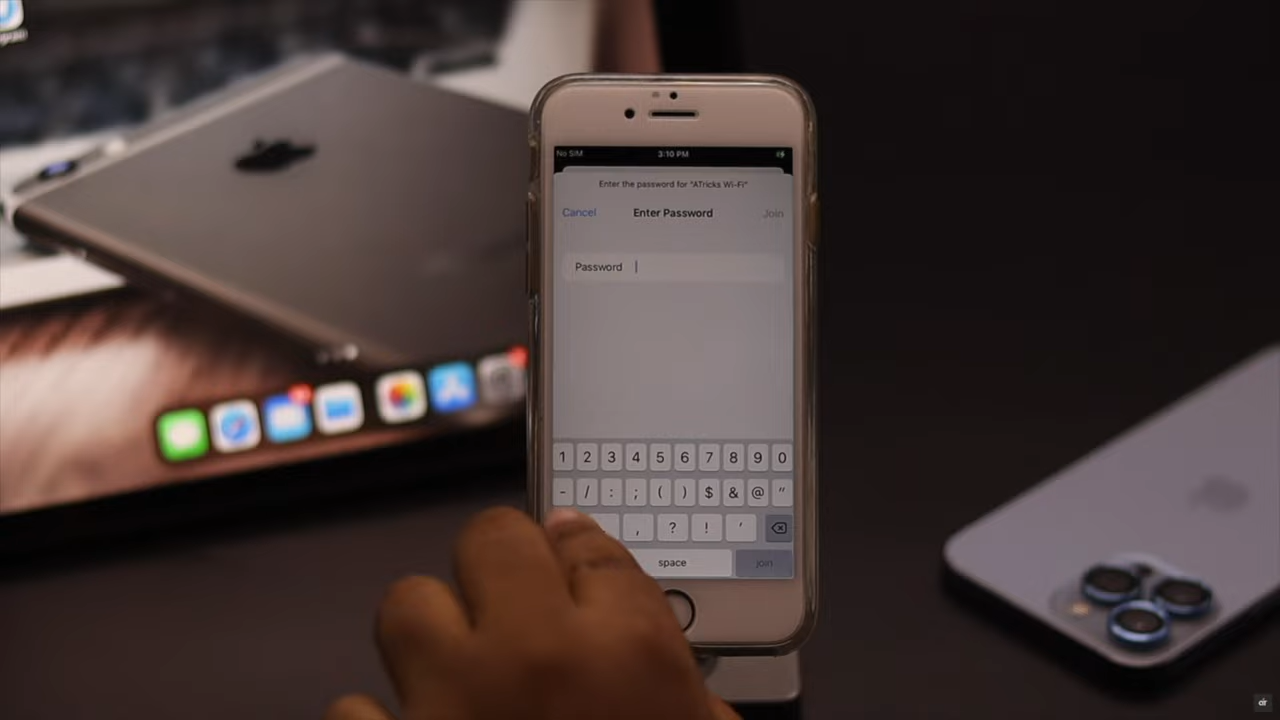 No SIM 3:10 PM
Enter the password for "ATricks Wi-Fi"
Cancel Enter Password Join
Password
1 2 3 4 5 6 7 8 9 0
- / : ; ( ) $ & @ "
, ? ! '
space join
air